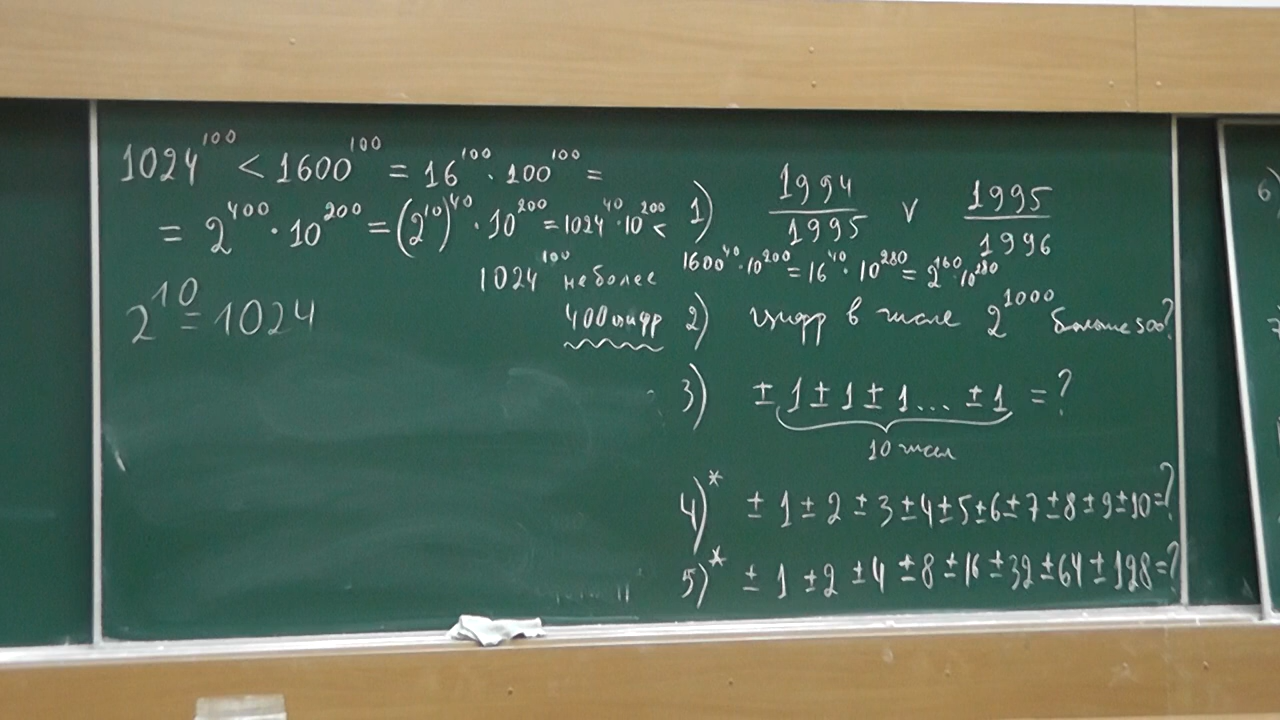 1024^100 < 1600^100 = 16^100 · 100^100 =
= 2^400 · 10^200 = (2^10)^40 · 10^200 = 1024^40 · 10^200 <
1600^40 · 10^200 = 16^40 · 10^280 = 2^160 · 10^280
1024^100 не более
400 цифр
2^10 = 1024
1) 1994/1995 v 1995/1996
2) цифр в числе 2^1000 больше 500?
3) ± 1 ± 1 ± 1 ... ± 1 = ?
10 чисел
4)* ± 1 ± 2 ± 3 ± 4 ± 5 ± 6 ± 7 ± 8 ± 9 ± 10 = ?
5)* ± 1 ± 2 ± 4 ± 8 ± 16 ± 32 ± 64 ± 128 = ?
6)